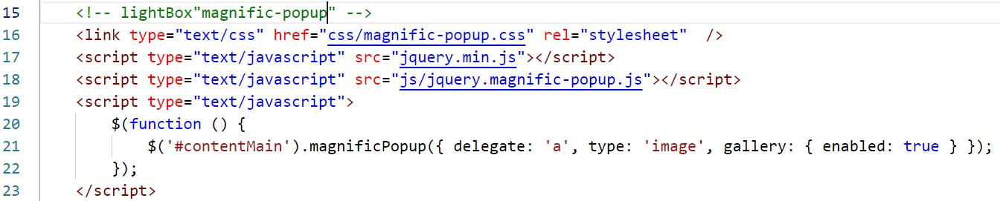 15 <!-- lightBox"magnific-popup" -->
16 <link type="text/css" href="css/magnific-popup.css" rel="stylesheet"  />
17 <script type="text/javascript" src="jquery.min.js"></script>
18 <script type="text/javascript" src="js/jquery.magnific-popup.js"></script>
19 <script type="text/javascript">
20     $(function () {
21         $('#contentMain').magnificPopup({ delegate: 'a', type: 'image', gallery: { enabled: true } });
22     });
23 </script>